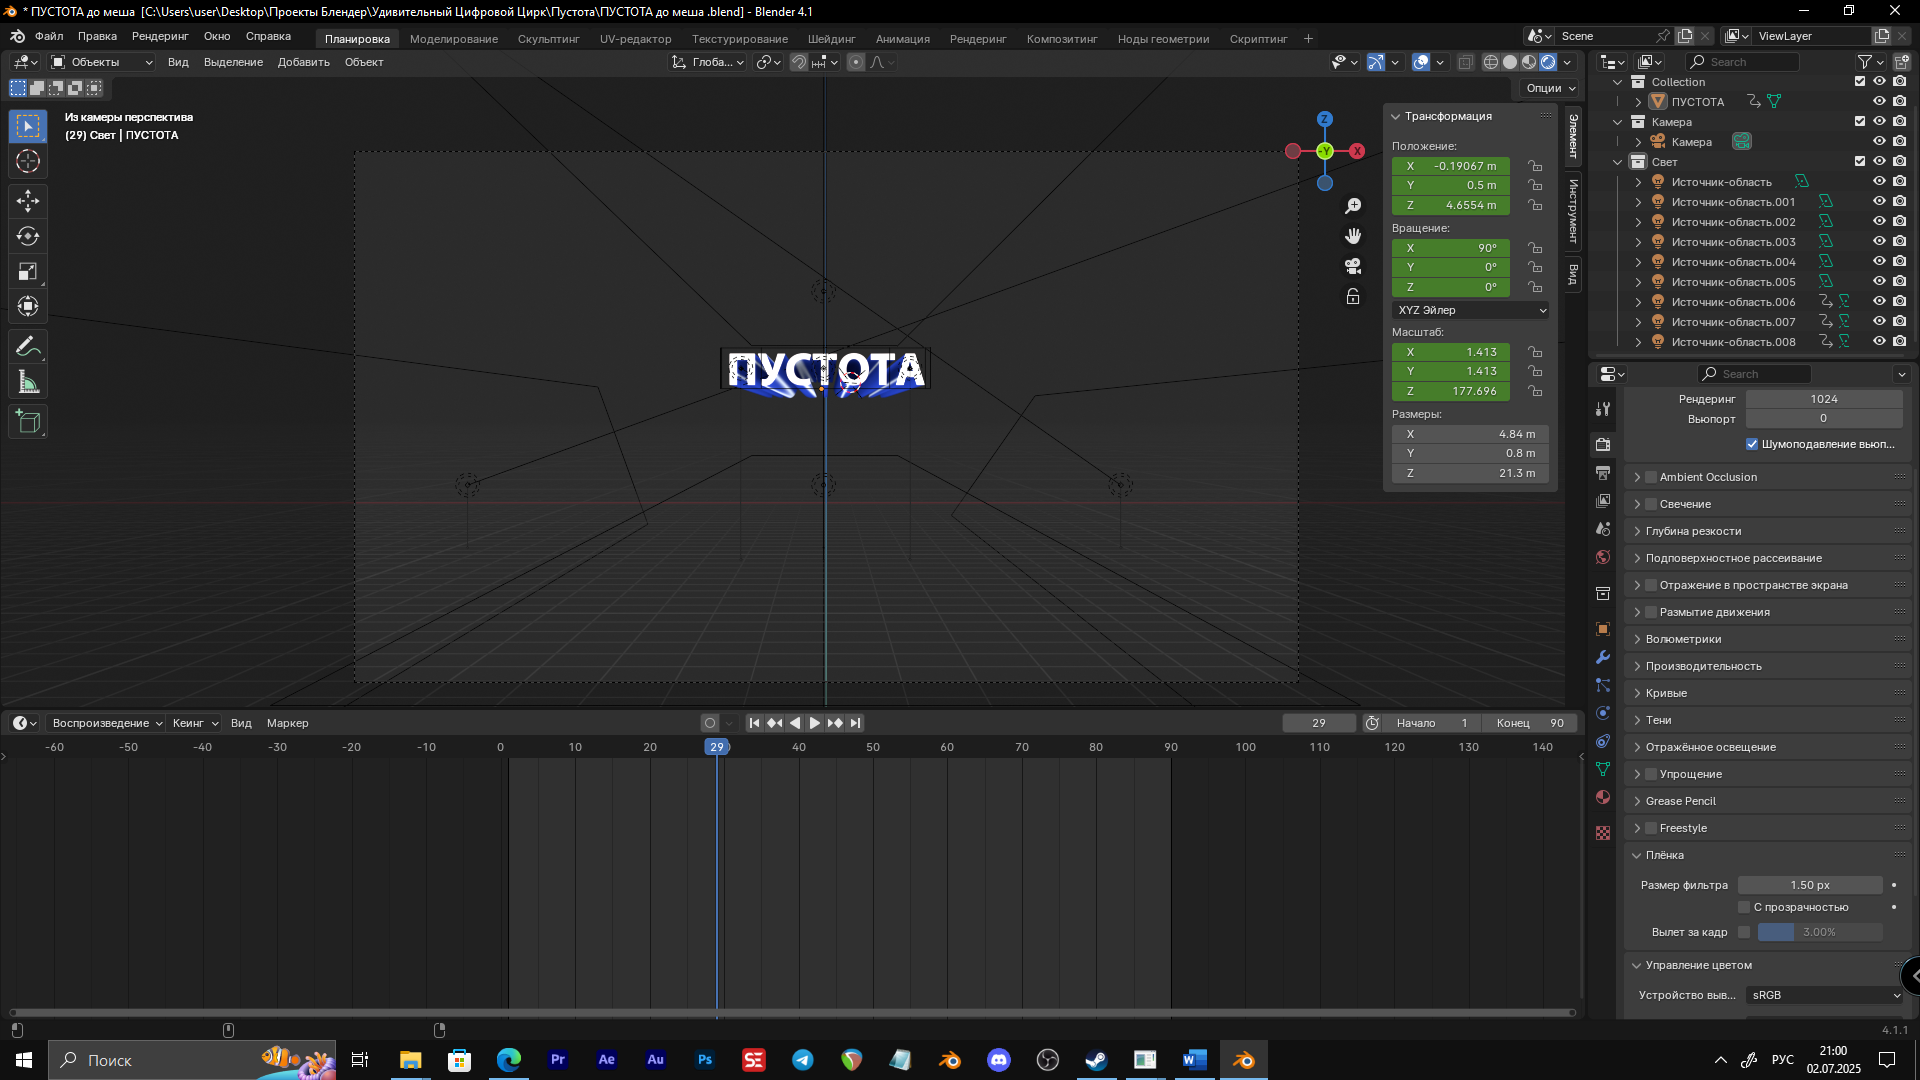 * ПУСТОТА до меша [C:\Users\user\Desktop\Проекты Блендер\Удивительный Цифровой Цирк\Пустота\ПУСТОТА до меша .blend] - Blender 4.1
Файл Правка Рендеринг Окно Справка Планировка Моделирование Скульптинг UV-редактор Текстурирование Шейдинг Анимация Рендеринг Композитинг Ноды геометрии Скриптинг + Scene ViewLayer
Объекты Вид Выделение Добавить Объект Глоба... Search
Опции
Из камеры перспектива
(29) Свет | ПУСТОТА
ПУСТОТА
Z
-Y
X
Трансформация
Положение:
X -0.19067 m
Y 0.5 m
Z 4.6554 m
Вращение:
X 90°
Y 0°
Z 0°
XYZ Эйлер
Масштаб:
X 1.413
Y 1.413
Z 177.696
Размеры:
X 4.84 m
Y 0.8 m
Z 21.3 m
Элемент
Инструмент
Вид
Collection
ПУСТОТА
Камера
Камера
Свет
Источник-область
Источник-область.001
Источник-область.002
Источник-область.003
Источник-область.004
Источник-область.005
Источник-область.006
Источник-область.007
Источник-область.008
Search
Рендеринг 1024
Вьюпорт 0
Шумоподавление вьюп...
Ambient Occlusion
Свечение
Глубина резкости
Подповерхностное рассеивание
Отражение в пространстве экрана
Размытие движения
Волюметрики
Производительность
Кривые
Тени
Отражённое освещение
Упрощение
Grease Pencil
Freestyle
Плёнка
Размер фильтра 1.50 px
С прозрачностью
Вылет за кадр 3.00%
Управление цветом
Устройство выв... sRGB
Воспроизведение Кеинг Вид Маркер 29 Начало 1 Конец 90
-60 -50 -40 -30 -20 -10 0 10 20 29 40 50 60 70 80 90 100 110 120 130 140
4.1.1
Поиск Pr Ae Au Ps SE W РУС 21:00
02.07.2025